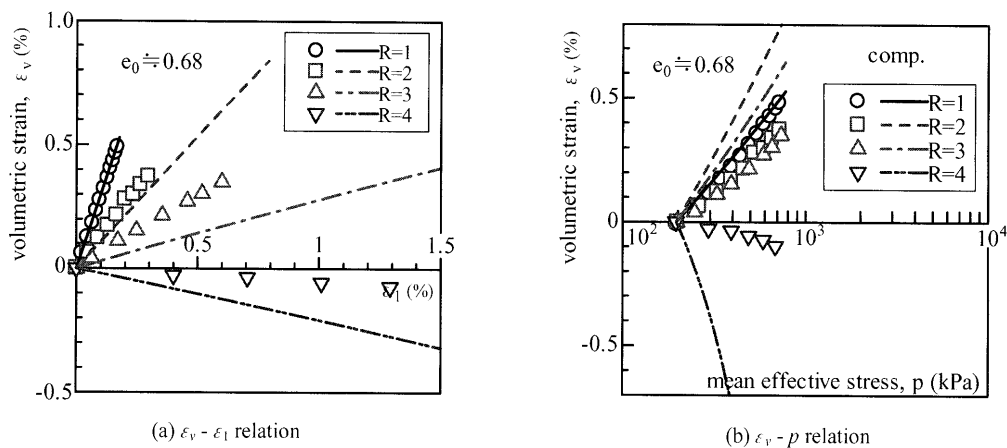 volumetric strain, εv (%)
1.0
0.5
0
-0.5
e0≒0.68
R=1
R=2
R=3
R=4
0.5
1
1.5
(%)
(a) εv - ε1 relation
volumetric strain, εv (%)
0.5
0
-0.5
e0≒0.68
comp.
R=1
R=2
R=3
R=4
10²
10³
10⁴
mean effective stress, p (kPa)
(b) εv - p relation